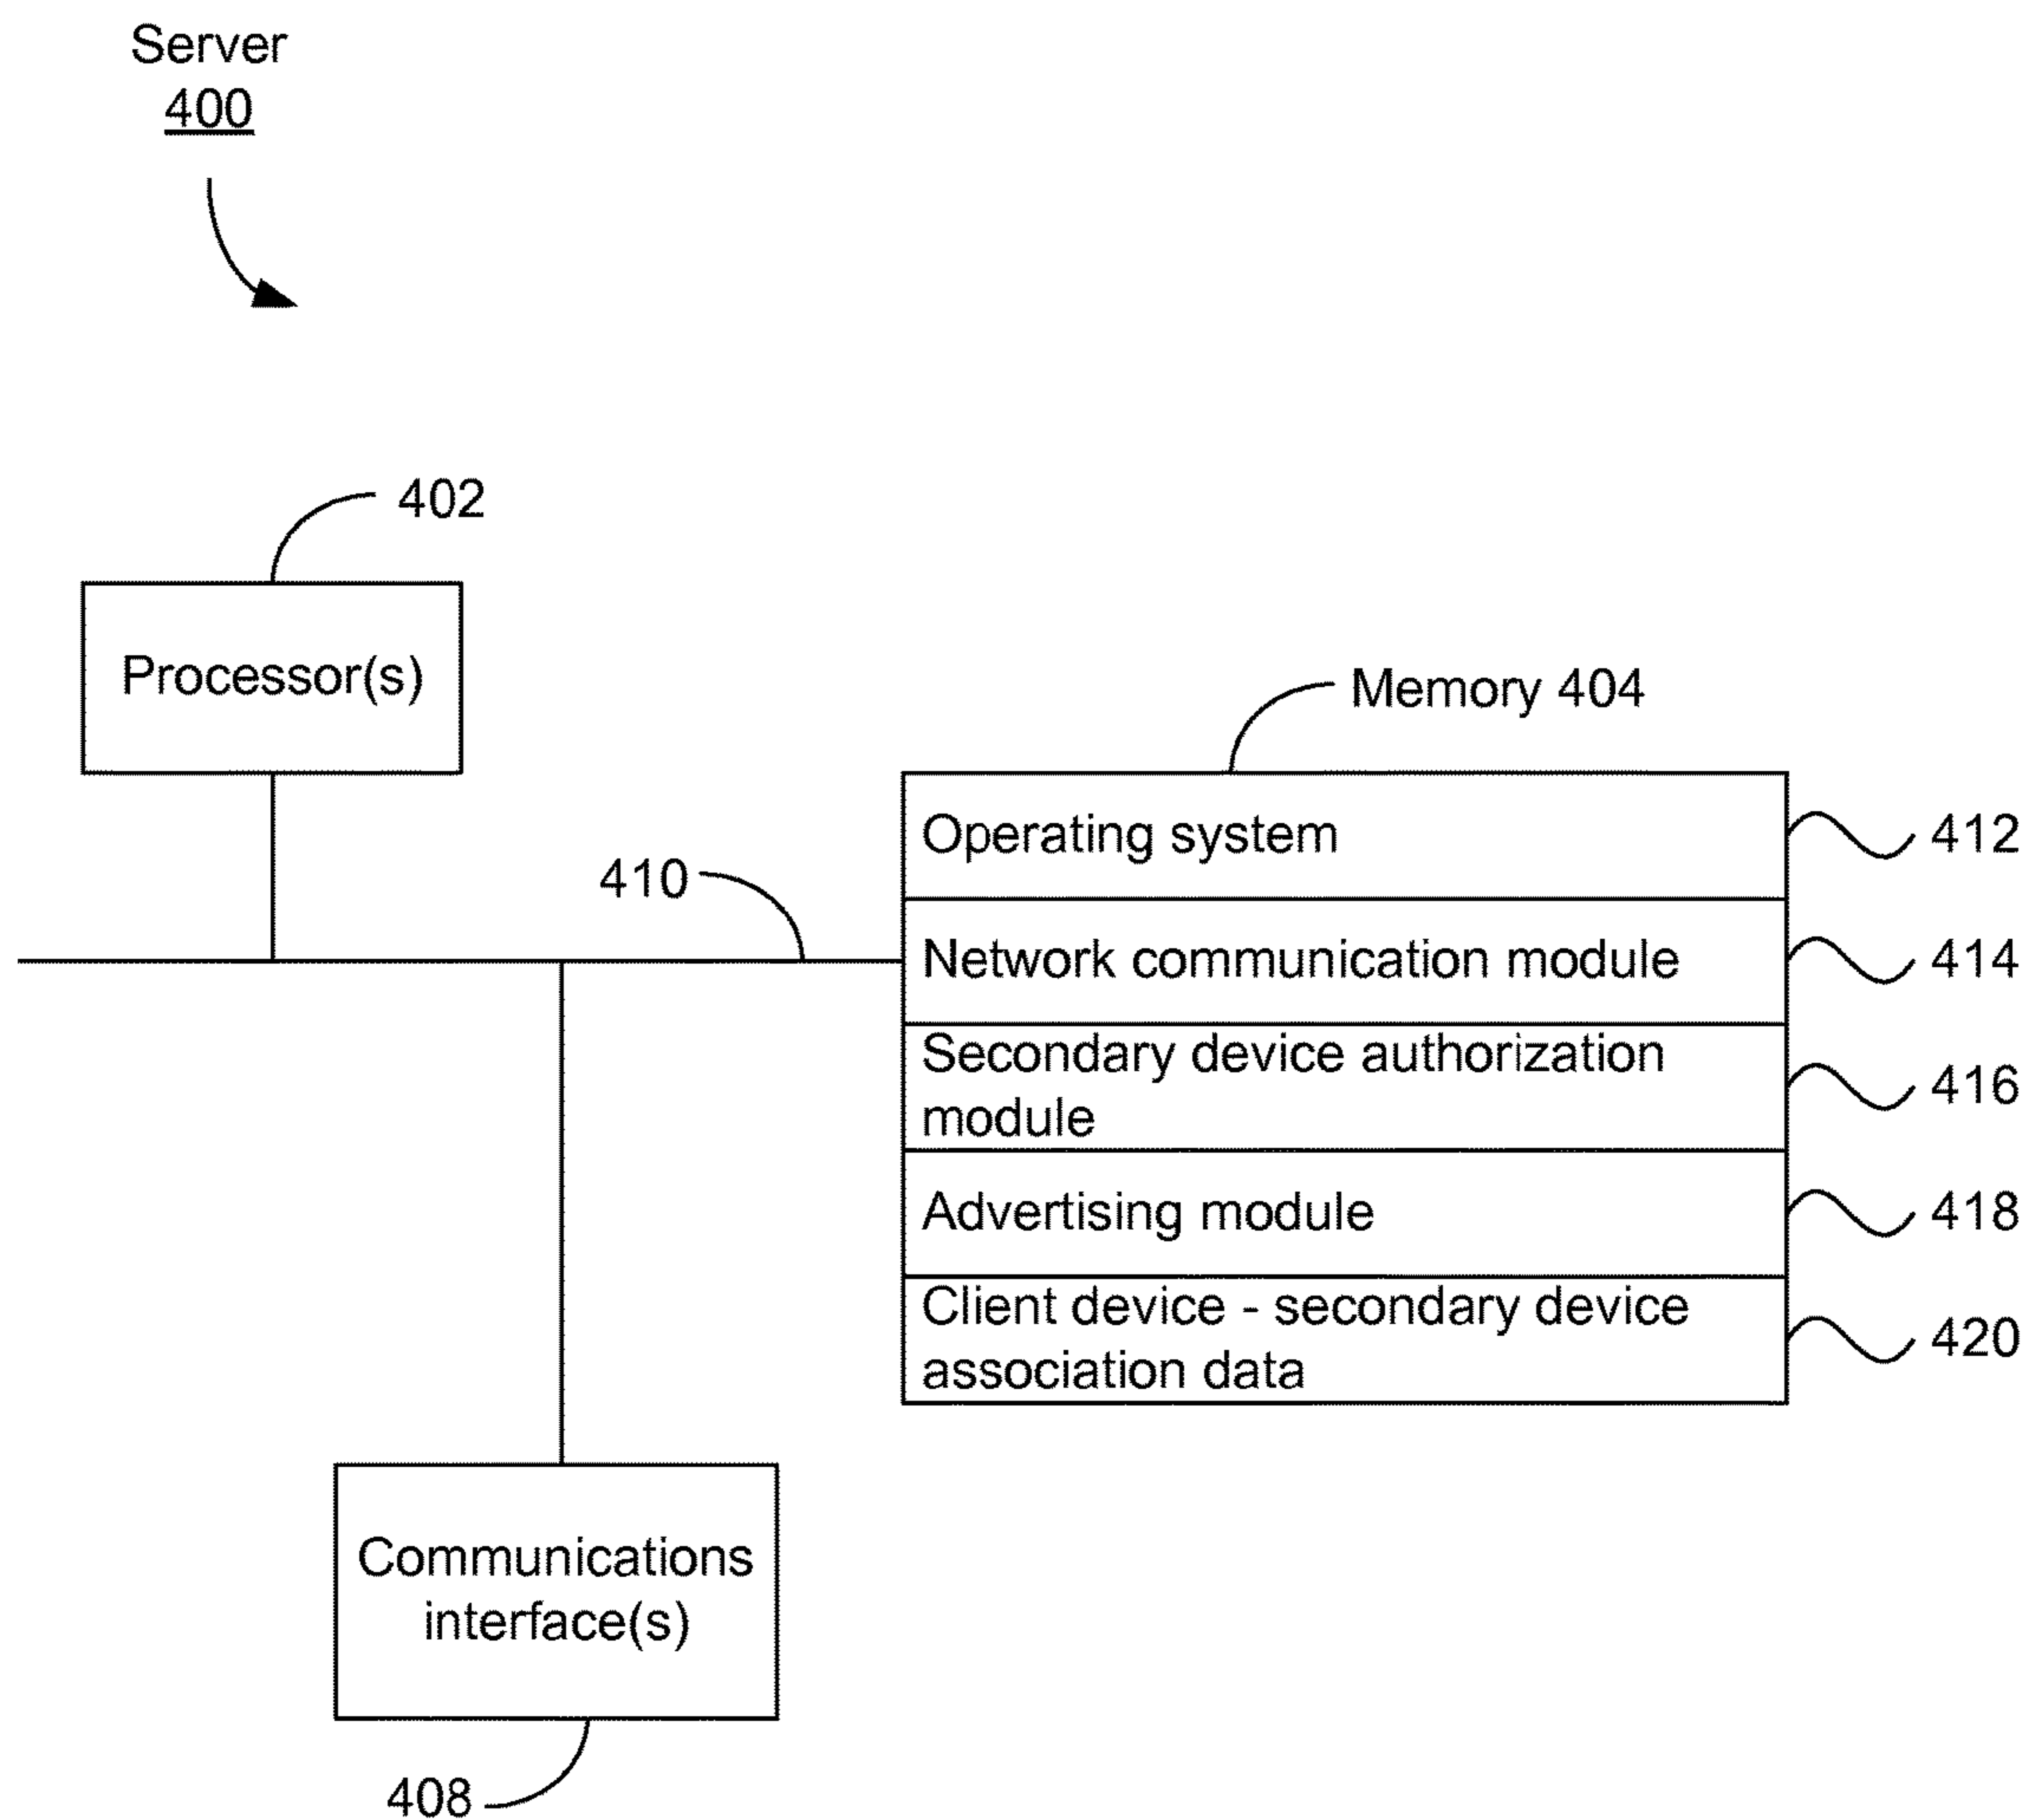 Server
400
402
Processor(s)
Memory 404
Operating system
412
410
Network communication module
414
Secondary device authorization
module
416
Advertising module
418
Client device - secondary device
association data
420
Communications
interface(s)
408